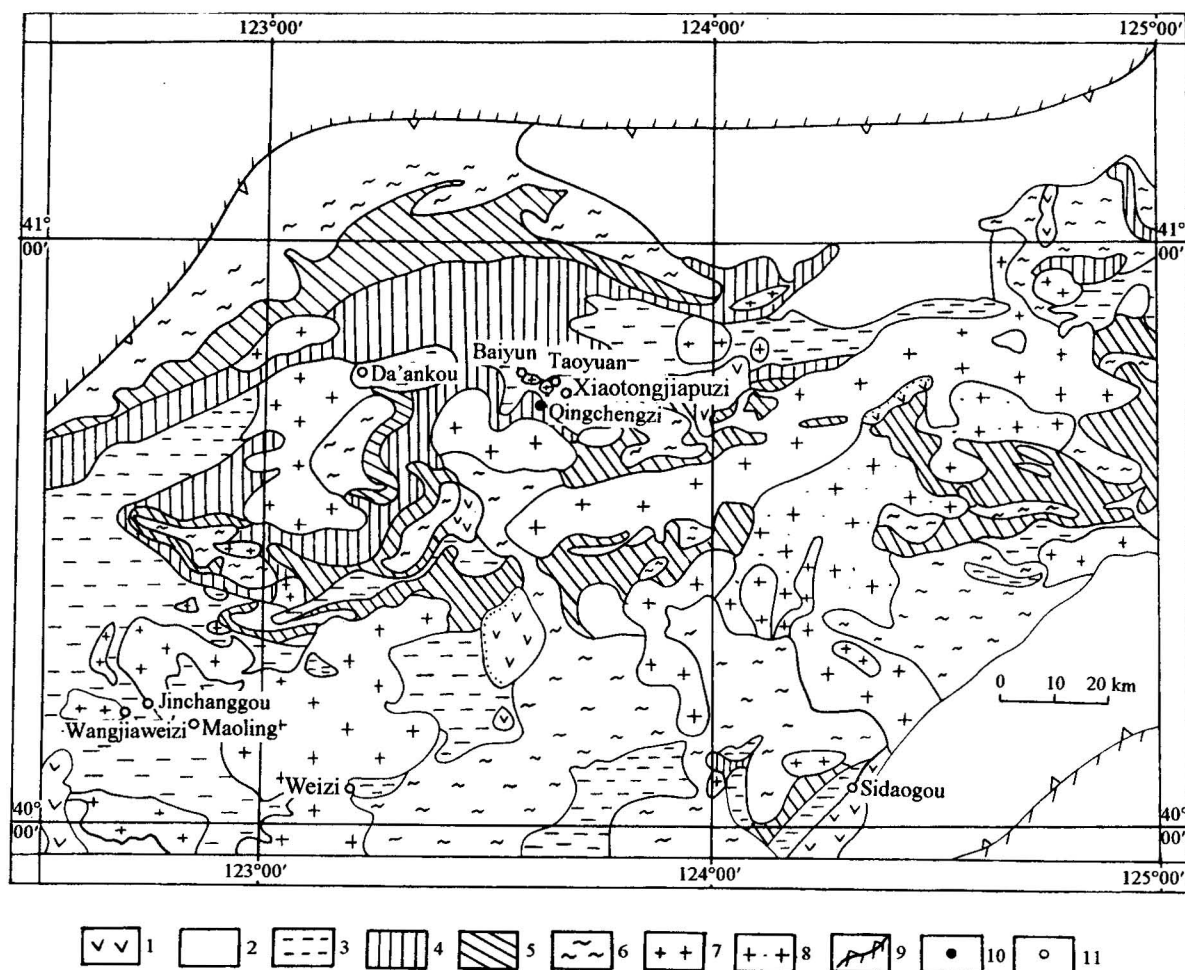 123°00′ 124°00′ 125°00′
41° 41°
00′ 00′
Baiyun Taoyuan
Da'ankou
Xiaotongjiapuzi
Qingchengzi
0 10 20 km
Jinchanggou
Wangjiaweizi Maoling
Weizi Sidaogou
40° 40°
00′ 00′
123°00′ 124°00′ 125°00′
1 2 3 4 5 6 7 8 9 10 11